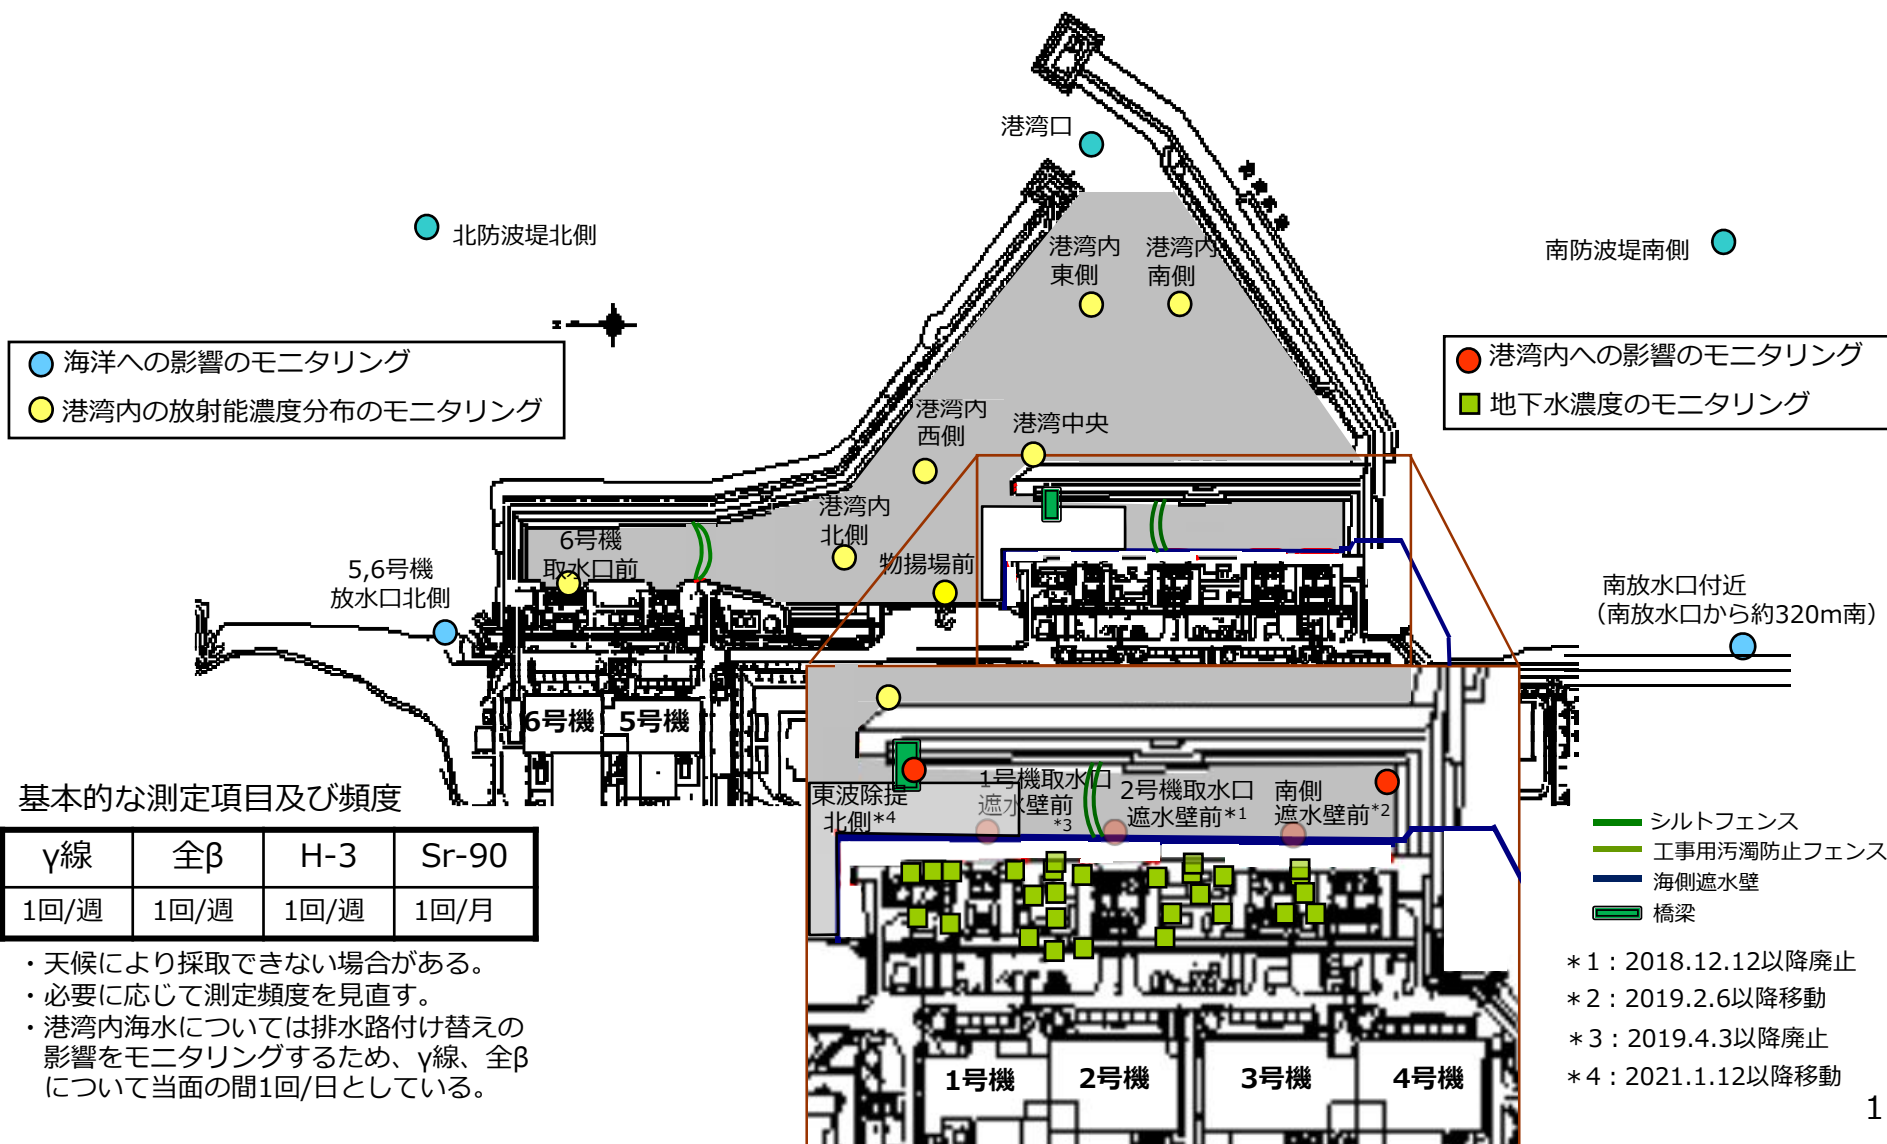 港湾口
北防波堤北側
港湾内
東側
港湾内
南側
南防波堤南側
海洋への影響のモニタリング
港湾内の放射能濃度分布のモニタリング
港湾内への影響のモニタリング
地下水濃度のモニタリング
港湾内
西側
港湾中央
港湾内
北側
6号機
取水口前
物揚場前
5,6号機
放水口北側
南放水口付近
（南放水口から約320m南）
6号機
5号機
東波除堤
北側*4
1号機取水口
遮水壁前
*3
2号機取水口
遮水壁前*1
南側
遮水壁前*2
1号機
2号機
3号機
4号機
基本的な測定項目及び頻度
γ線 全β H-3 Sr-90
1回/週 1回/週 1回/週 1回/月
・天候により採取できない場合がある。
・必要に応じて測定頻度を見直す。
・港湾内海水については排水路付け替えの
影響をモニタリングするため、γ線、全β
について当面の間1回/日としている。
シルトフェンス
工事用汚濁防止フェンス
海側遮水壁
橋梁
＊1：2018.12.12以降廃止
＊2：2019.2.6以降移動
＊3：2019.4.3以降廃止
＊4：2021.1.12以降移動
1